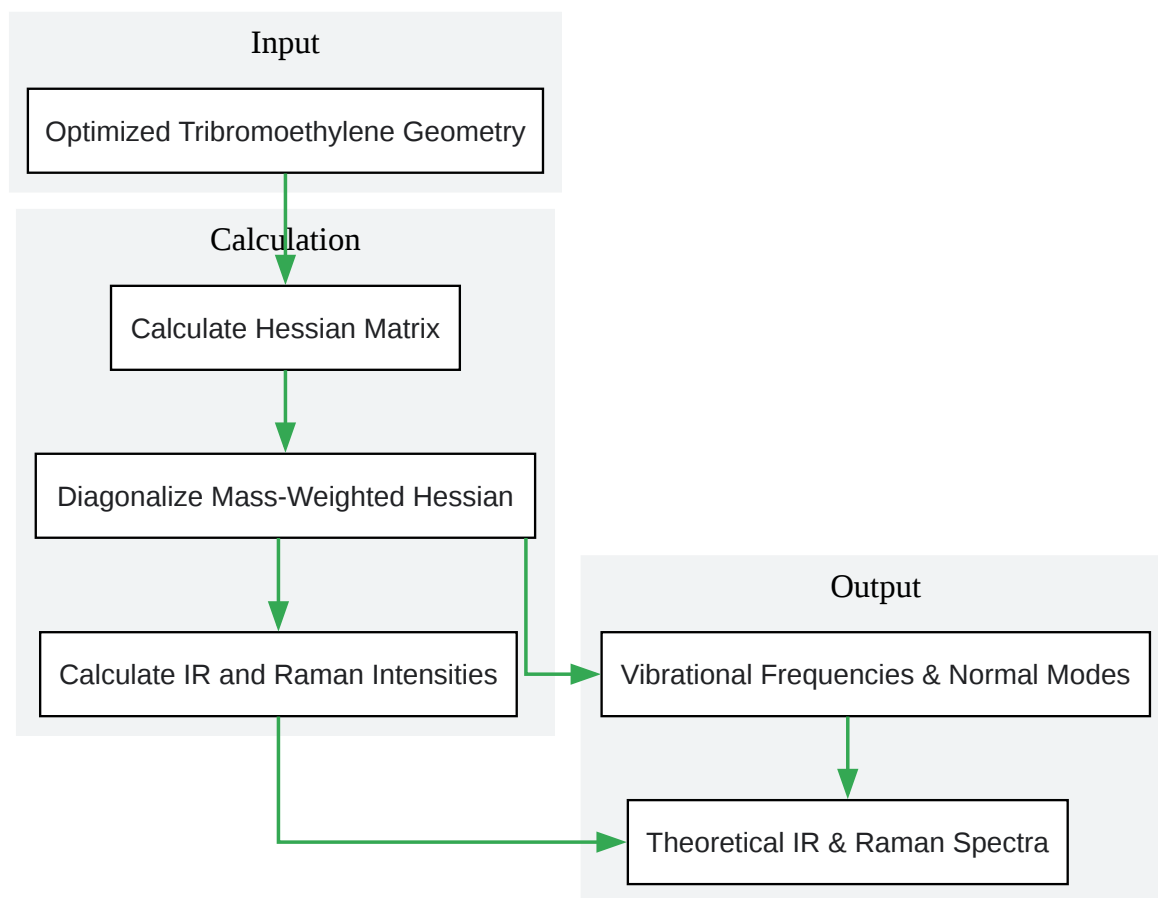 Input
Optimized Tribromoethylene Geometry
Calculation
Calculate Hessian Matrix
Diagonalize Mass-Weighted Hessian
Calculate IR and Raman Intensities
Output
Vibrational Frequencies & Normal Modes
Theoretical IR & Raman Spectra